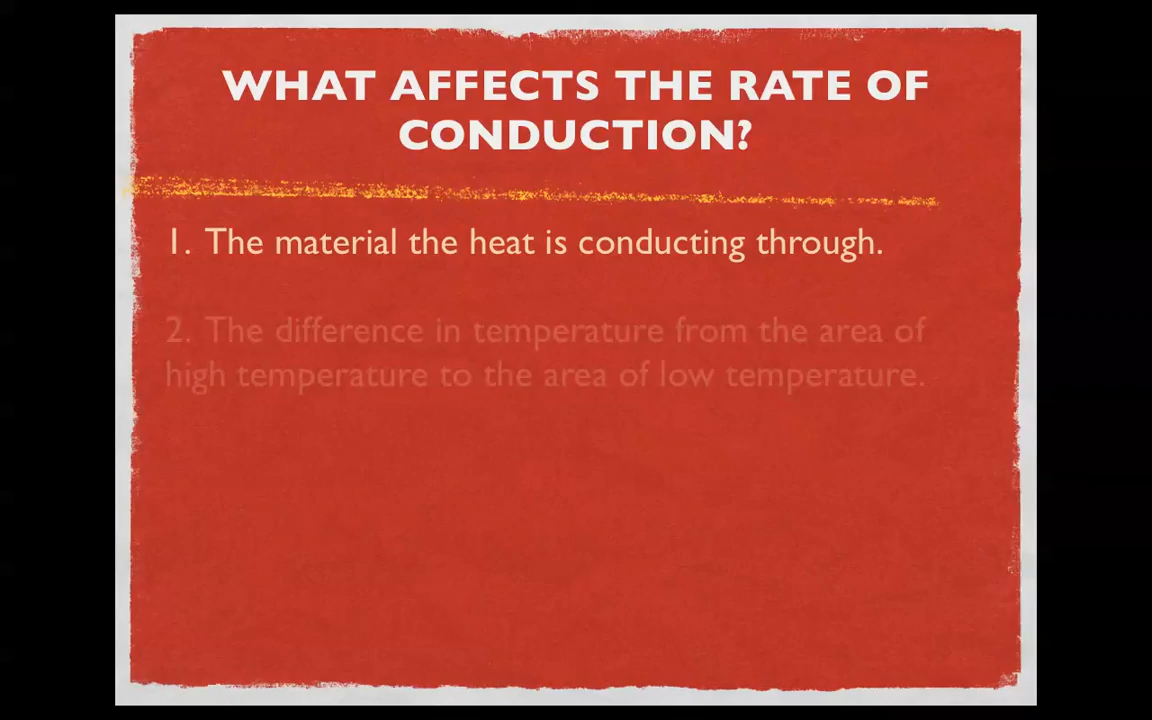 WHAT AFFECTS THE RATE OF
CONDUCTION?
1. The material the heat is conducting through.
2. The difference in temperature from the area of
high temperature to the area of low temperature.